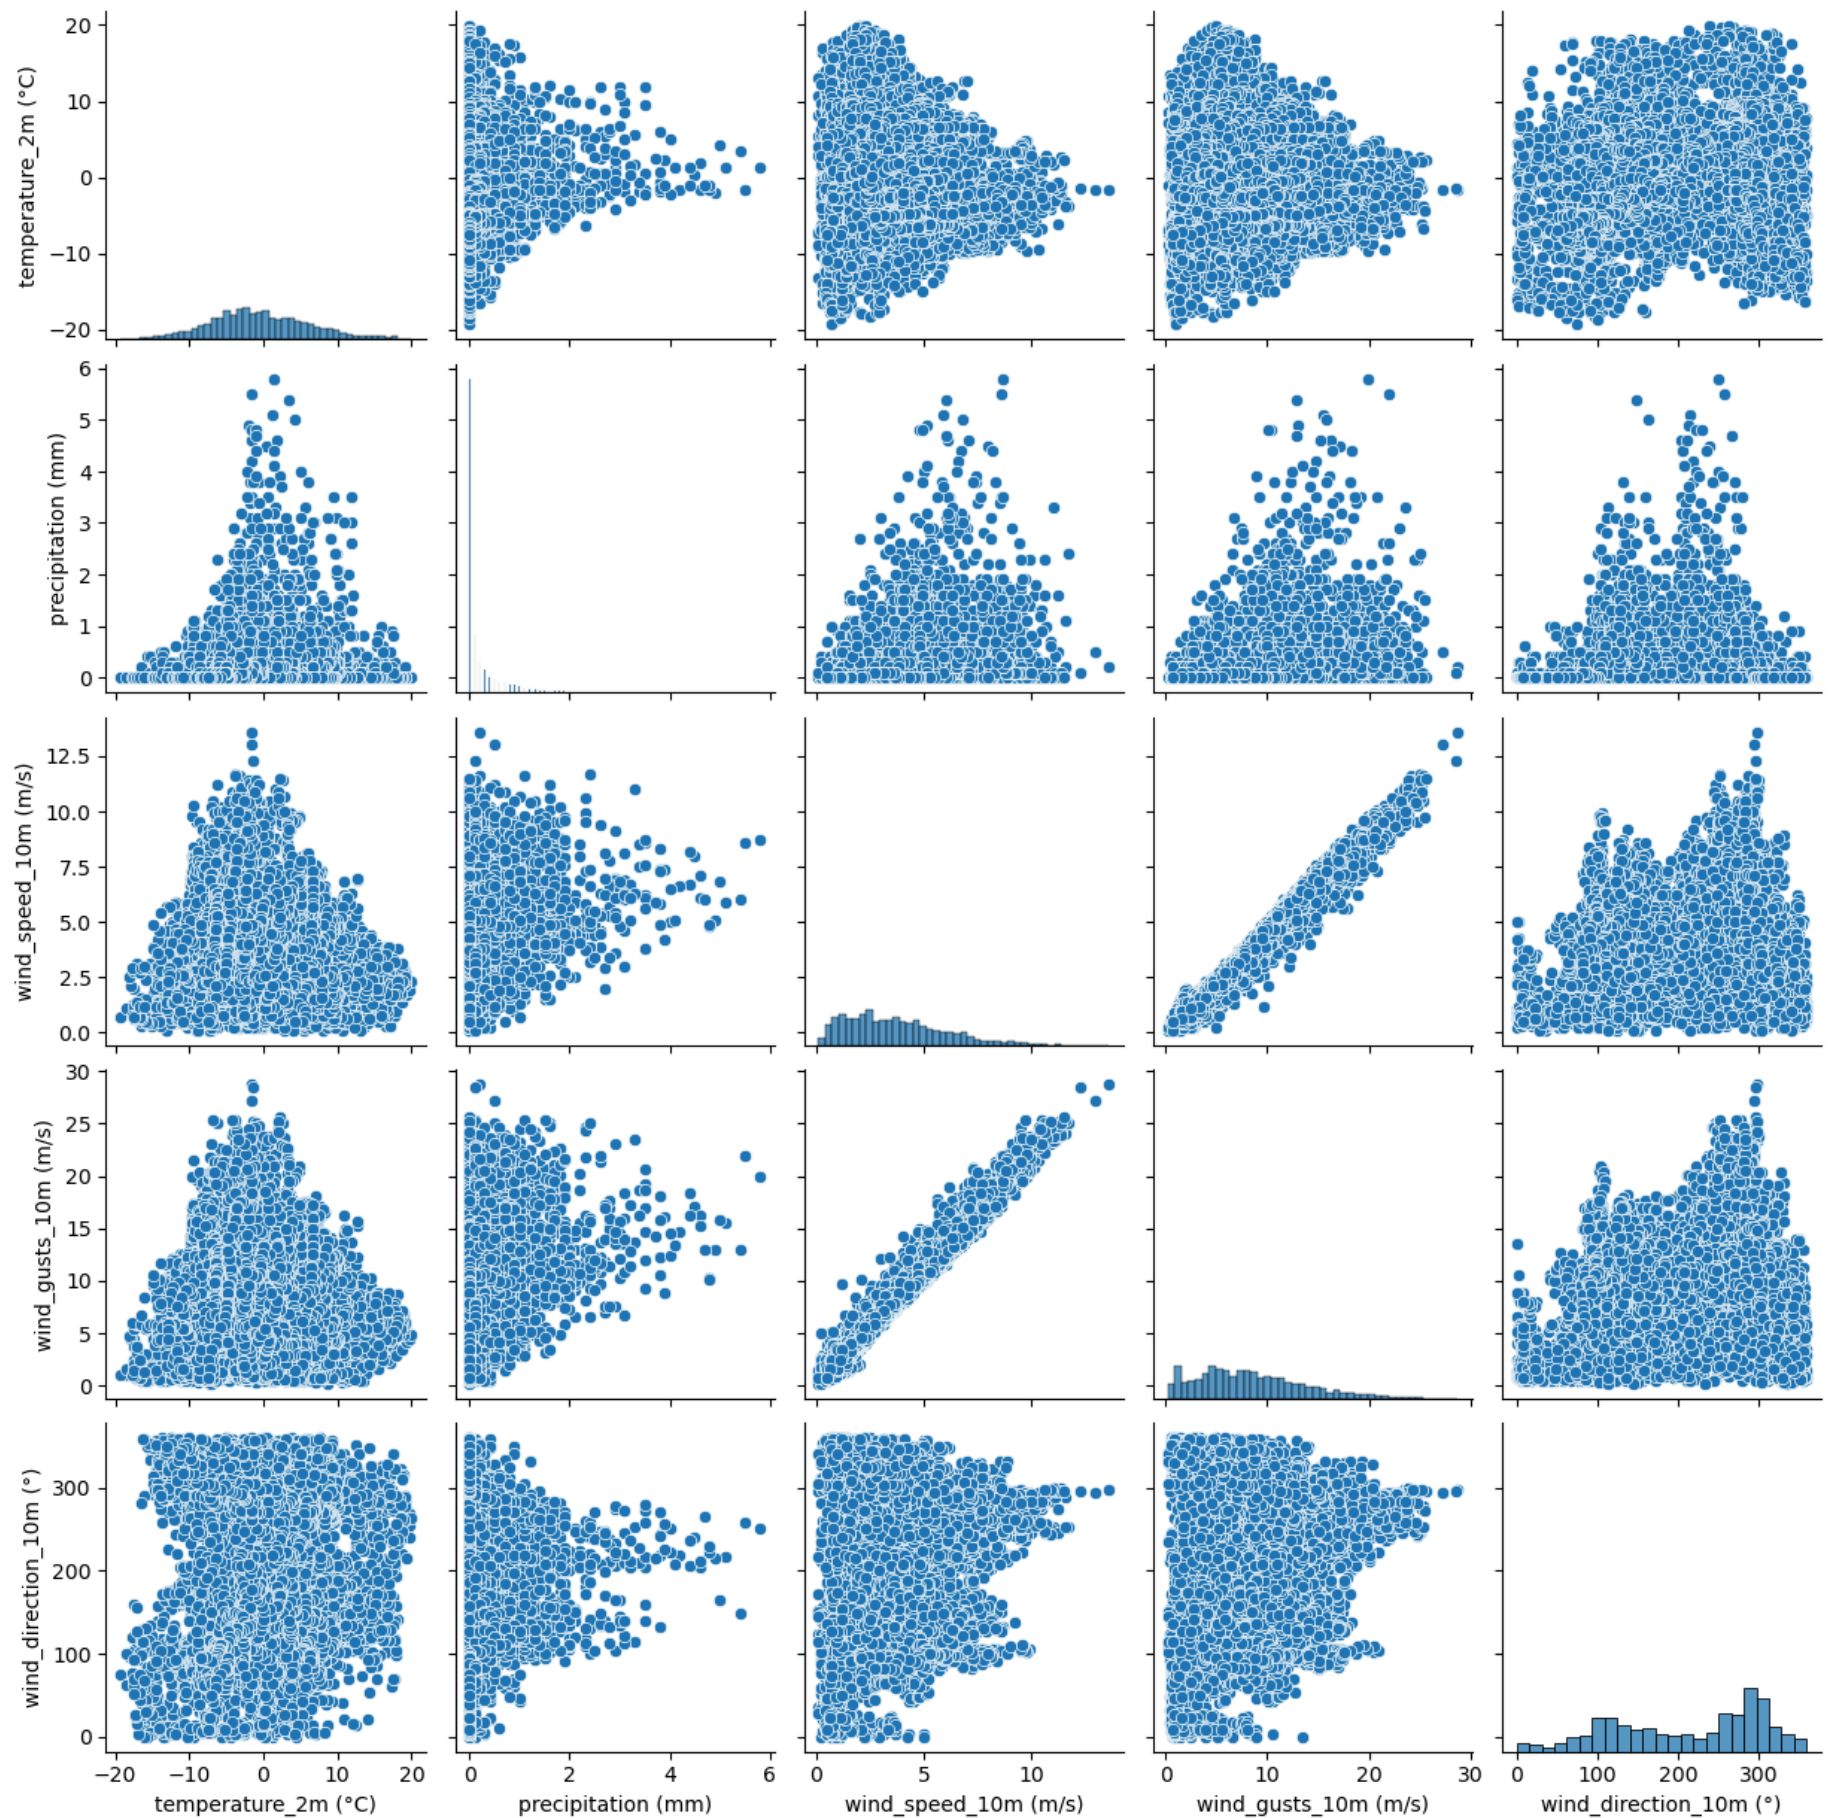 temperature_2m (°C)
20
10
0
−10
−20
precipitation (mm)
6
5
4
3
2
1
0
wind_speed_10m (m/s)
12.5
10.0
7.5
5.0
2.5
0.0
wind_gusts_10m (m/s)
30
25
20
15
10
5
0
wind_direction_10m (°)
300
200
100
0
−20 −10 0 10 20
0 2 4 6
0 5 10
0 10 20 30
0 100 200 300
temperature_2m (°C)
precipitation (mm)
wind_speed_10m (m/s)
wind_gusts_10m (m/s)
wind_direction_10m (°)